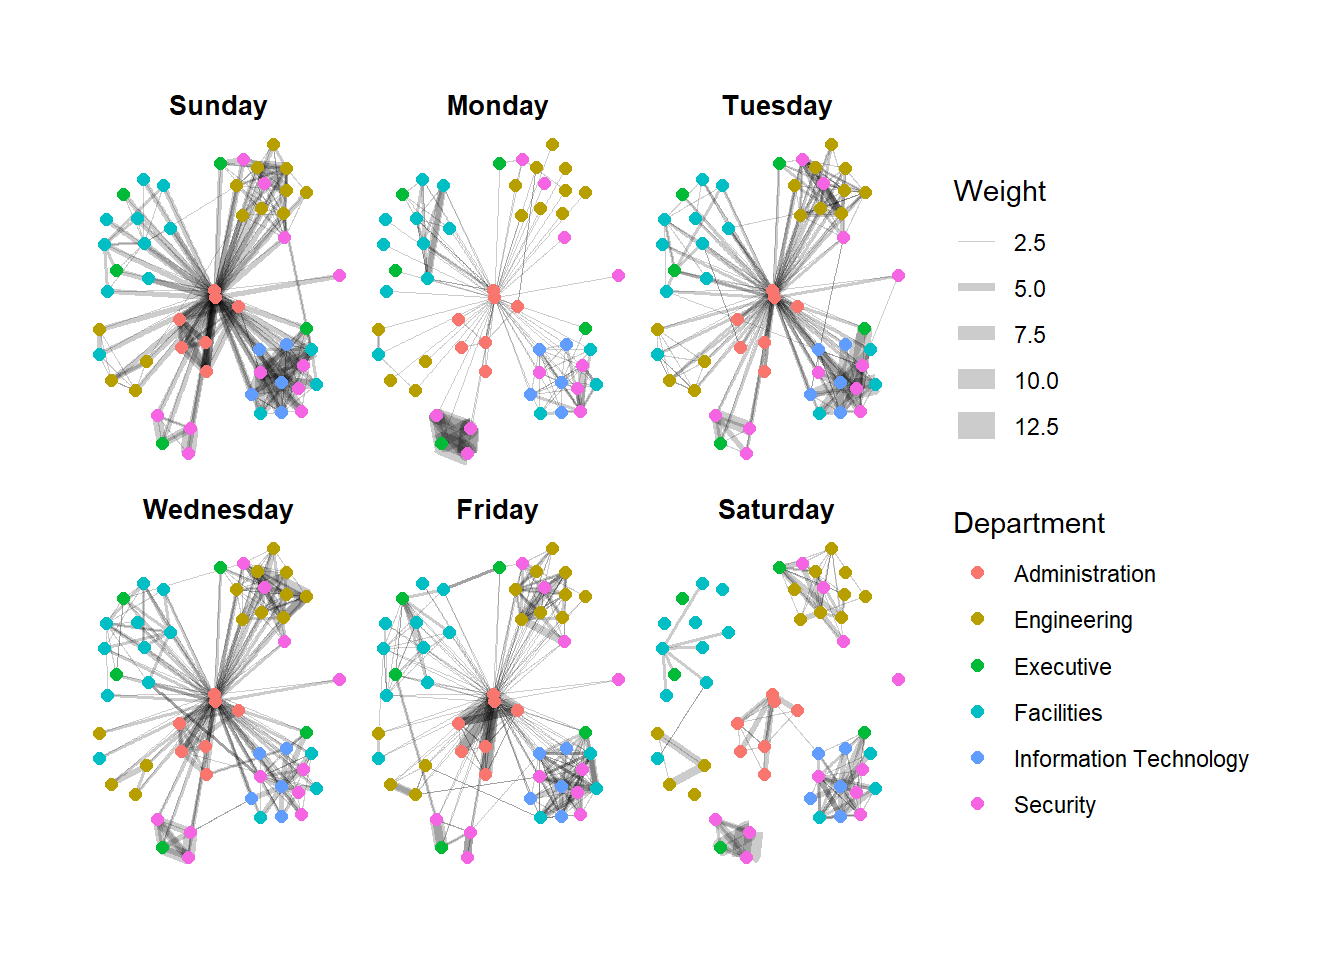 Sunday
Monday
Tuesday
Wednesday
Friday
Saturday
Weight
2.5
5.0
7.5
10.0
12.5
Department
Administration
Engineering
Executive
Facilities
Information Technology
Security